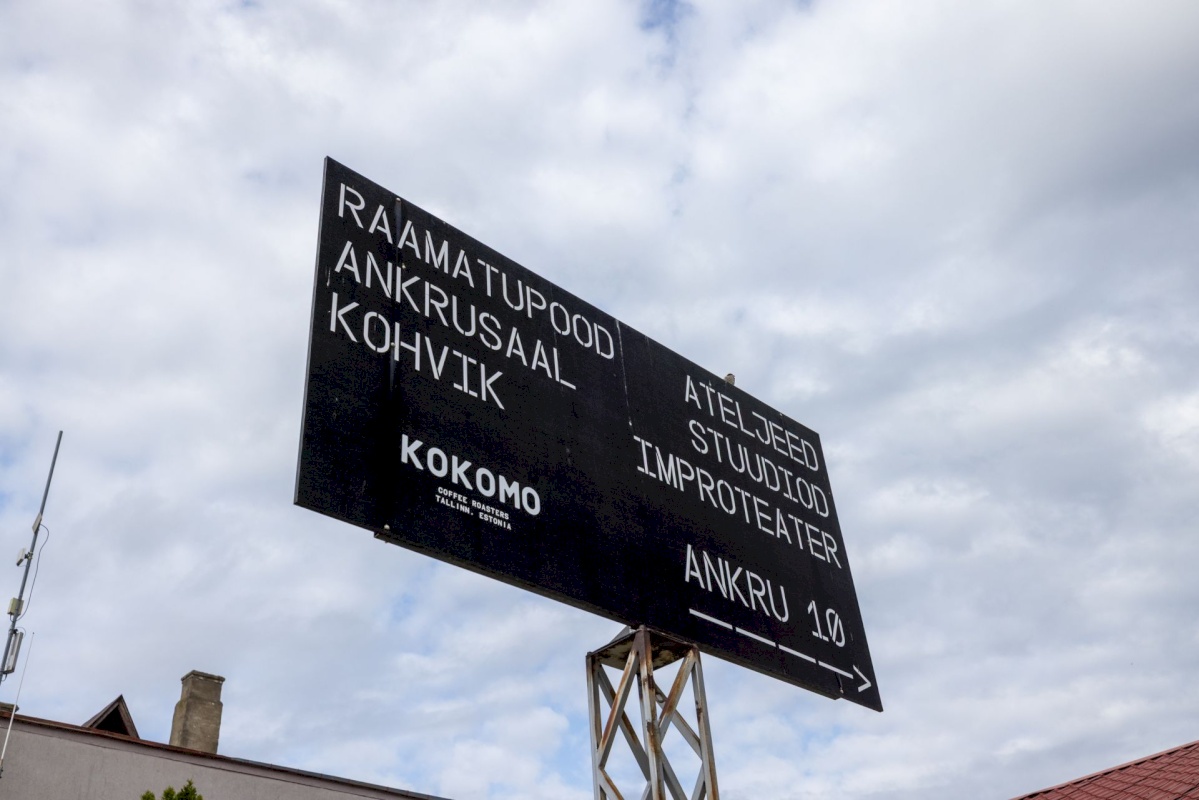 RAAMATUPOOD
ANKRUSAAL
KOHVIK
KOKOMO
COFFEE ROASTERS
TALLINN. ESTONIA
ATELJEED
STUUDIOD
IMPROTEATER
ANKRU 10